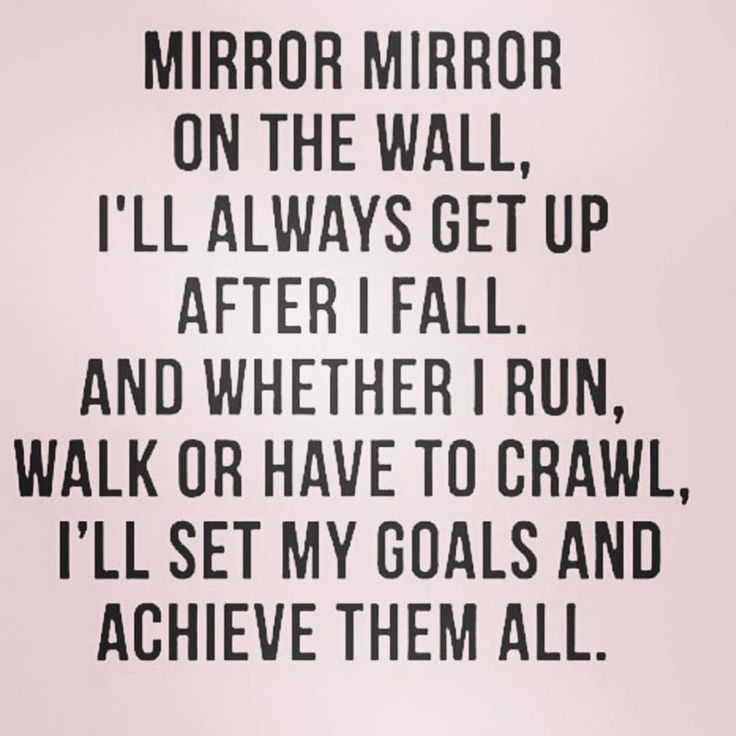 MIRROR MIRROR
ON THE WALL,
I'LL ALWAYS GET UP
AFTER I FALL.
AND WHETHER I RUN,
WALK OR HAVE TO CRAWL,
I’LL SET MY GOALS AND
ACHIEVE THEM ALL.